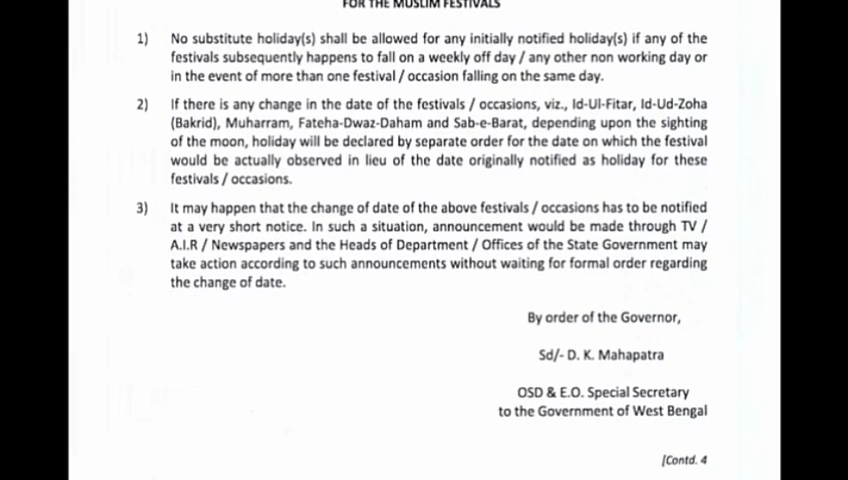 FOR THE MUSLIM FESTIVALS
1) No substitute holiday(s) shall be allowed for any initially notified holiday(s) if any of the
festivals subsequently happens to fall on a weekly off day / any other non working day or
in the event of more than one festival / occasion falling on the same day.
2) If there is any change in the date of the festivals / occasions, viz., Id-Ul-Fitar, Id-Ud-Zoha
(Bakrid), Muharram, Fateha-Dwaz-Daham and Sab-e-Barat, depending upon the sighting
of the moon, holiday will be declared by separate order for the date on which the festival
would be actually observed in lieu of the date originally notified as holiday for these
festivals / occasions.
3) It may happen that the change of date of the above festivals / occasions has to be notified
at a very short notice. In such a situation, announcement would be made through TV /
A.I.R / Newspapers and the Heads of Department / Offices of the State Government may
take action according to such announcements without waiting for formal order regarding
the change of date.
By order of the Governor,
Sd/- D. K. Mahapatra
OSD & E.O. Special Secretary
to the Government of West Bengal
[Contd. 4